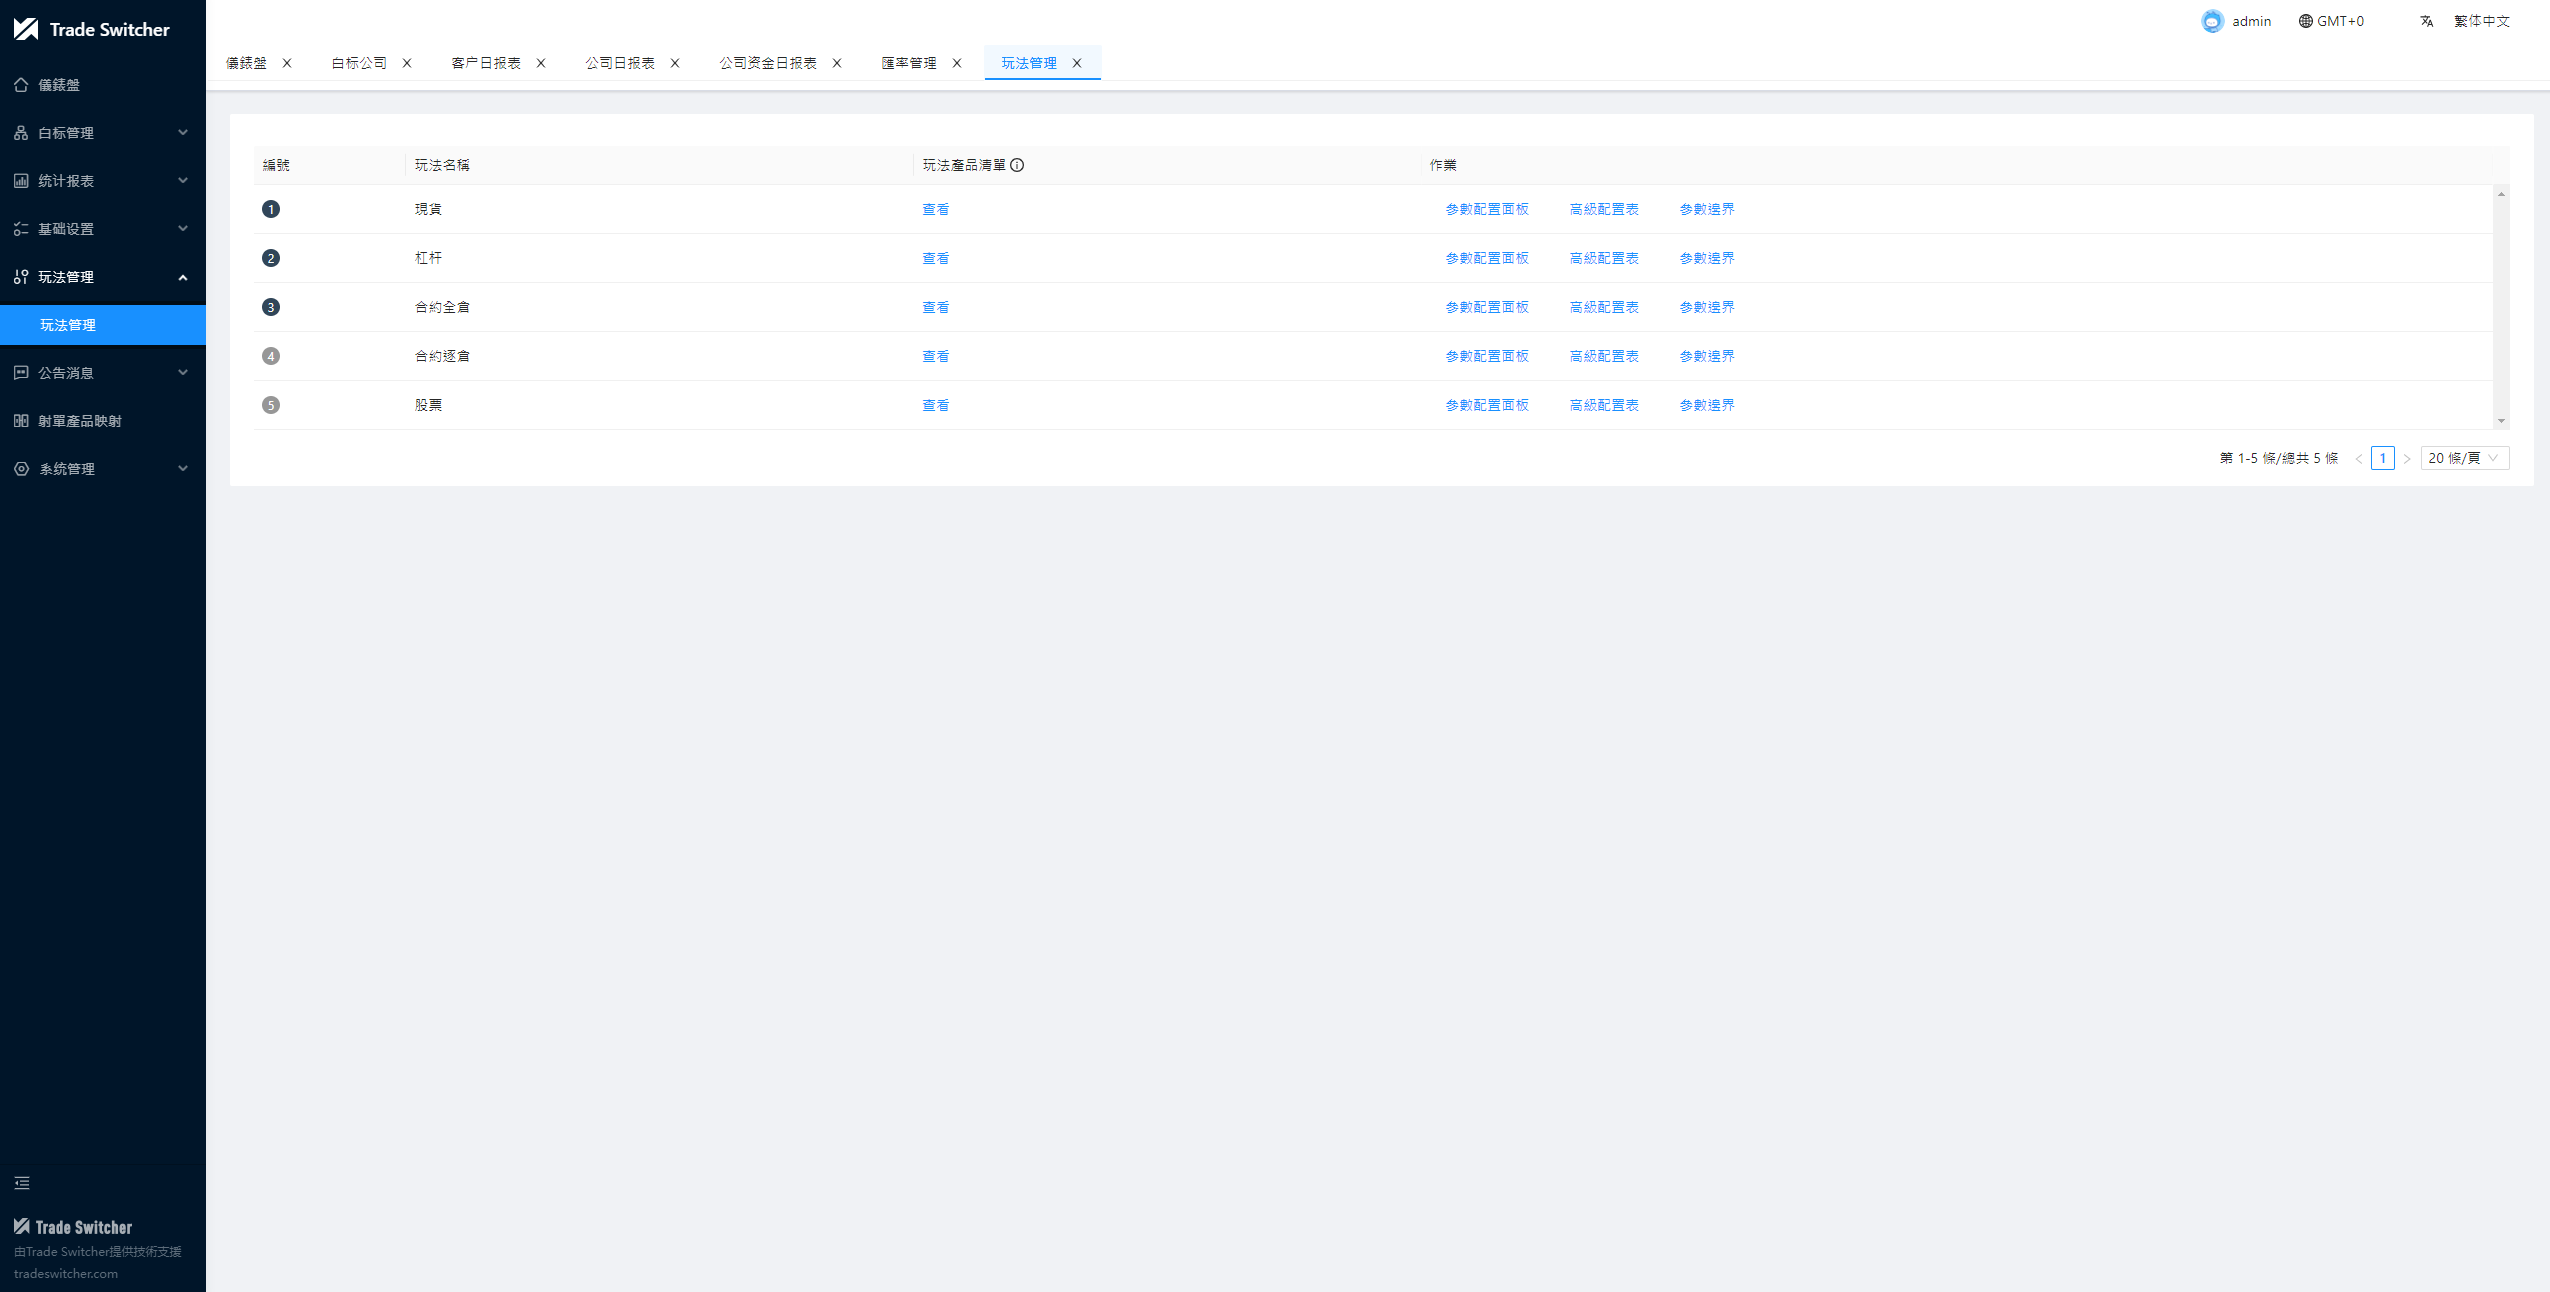 Trade Switcher
儀錶盤
白标管理
统计报表
基础设置
玩法管理
玩法管理
公告消息
射單產品映射
系统管理
Trade Switcher
由Trade Switcher提供技術支援
tradeswitcher.com
admin GMT+0 繁体中文
儀錶盤 白标公司 客户日报表 公司日报表 公司资金日报表 匯率管理 玩法管理
編號 玩法名稱 玩法產品清單 作業
1 現貨 查看 參數配置面板 高級配置表 參數邊界
2 杠杆 查看 參數配置面板 高級配置表 參數邊界
3 合約全倉 查看 參數配置面板 高級配置表 參數邊界
4 合約逐倉 查看 參數配置面板 高級配置表 參數邊界
5 股票 查看 參數配置面板 高級配置表 參數邊界
第 1-5 條/總共 5 條 < 1 > 20 條/頁